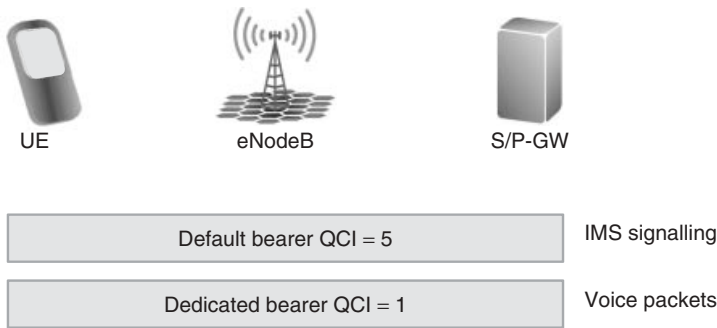 UE
eNodeB
S/P-GW
Default bearer QCI = 5
IMS signalling
Dedicated bearer QCI = 1
Voice packets